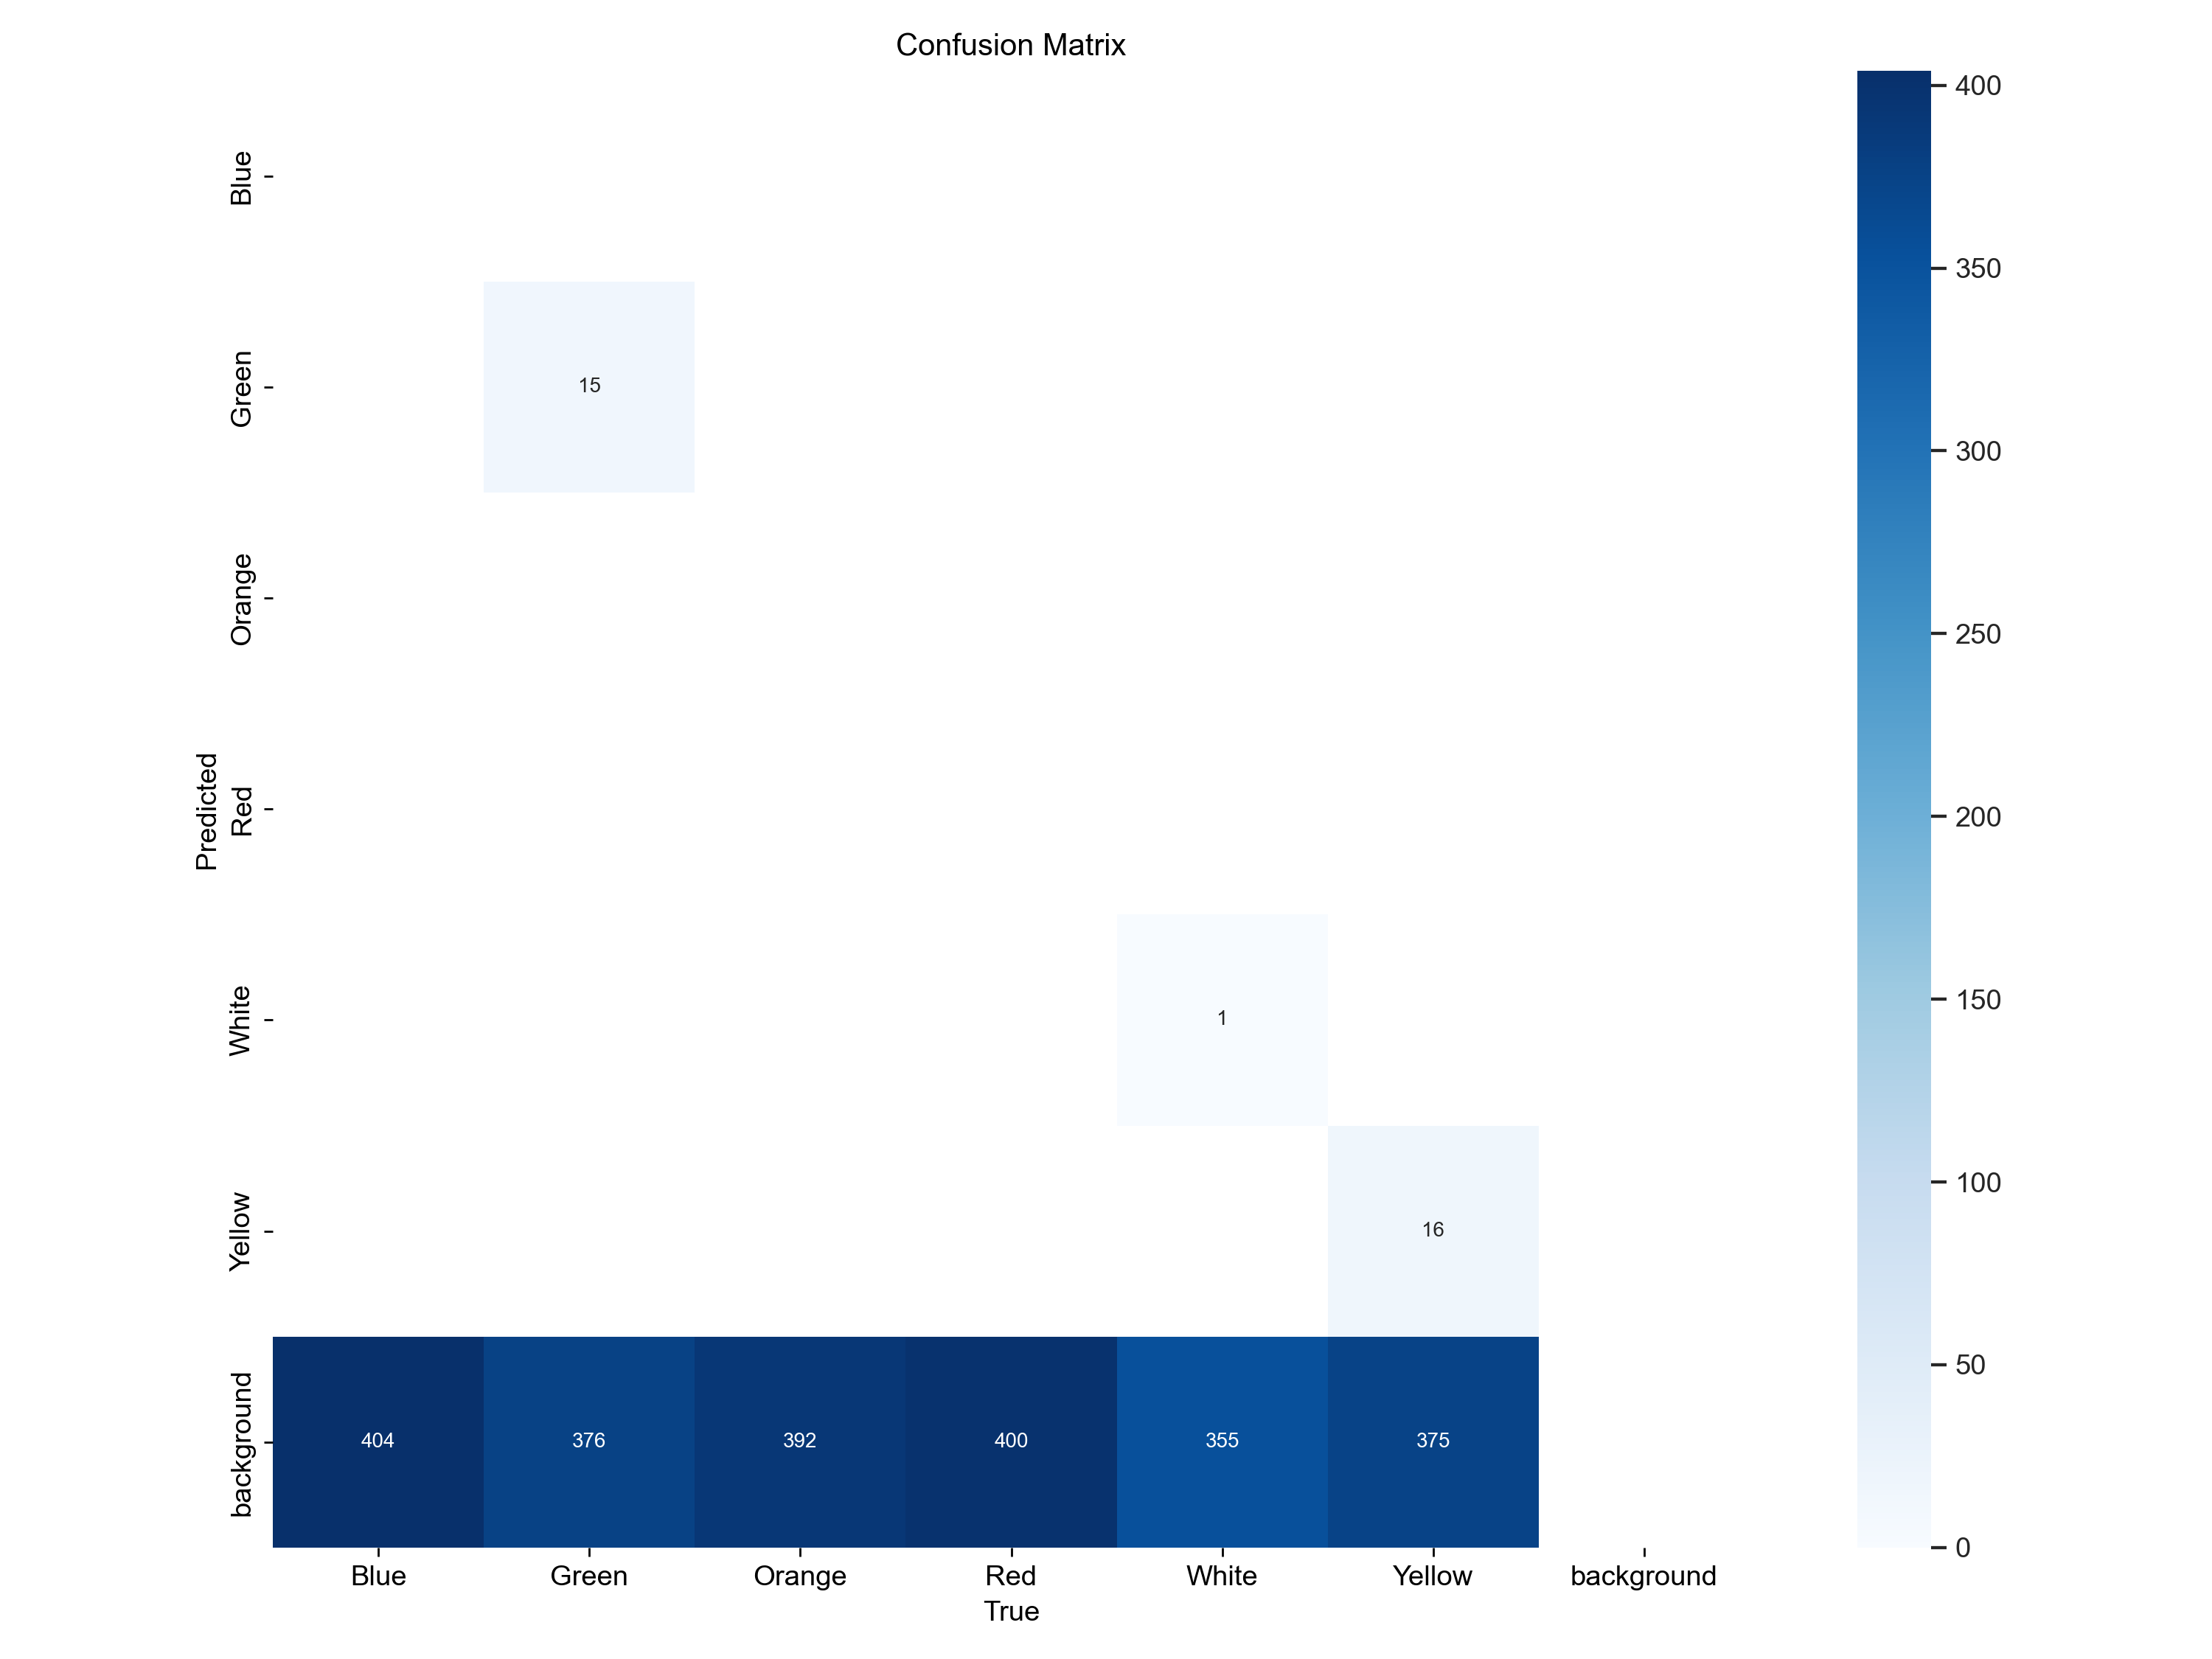 Confusion Matrix
Predicted
Blue
Green
15
Orange
Red
White
1
Yellow
16
background
404 376 392 400 355 375
Blue Green Orange Red White Yellow background
True
400
350
300
250
200
150
100
50
0